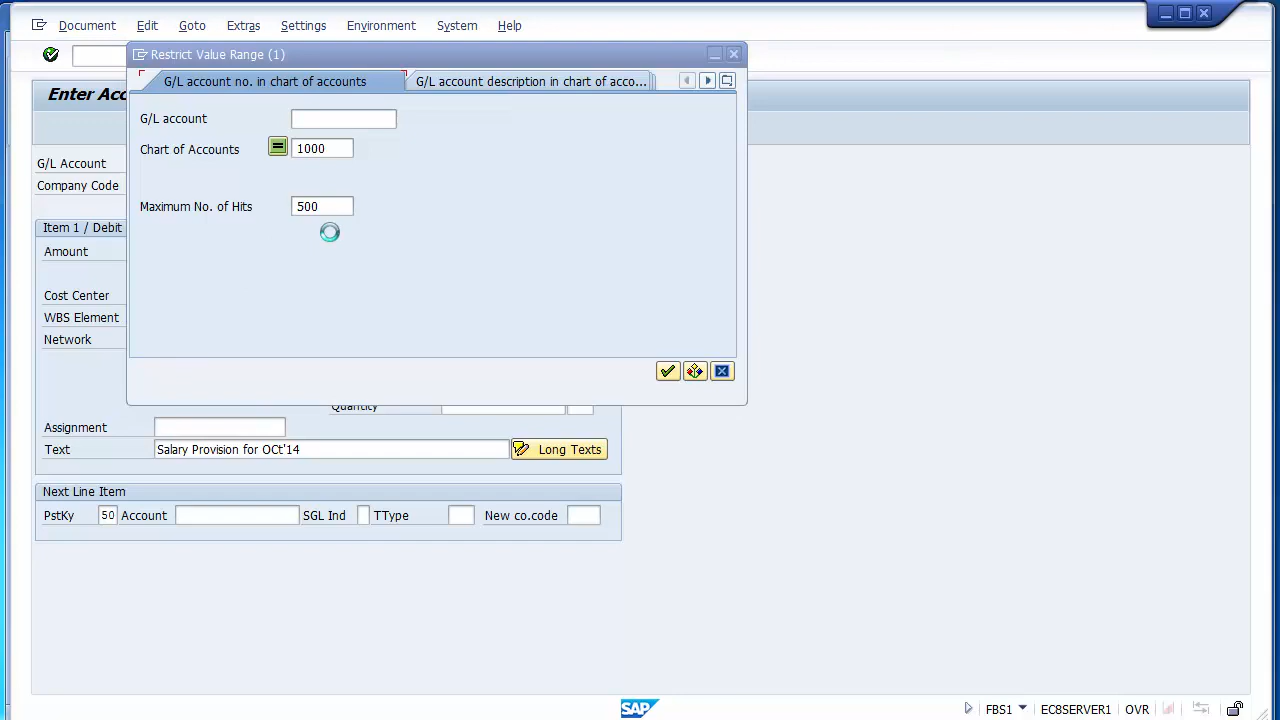 Document Edit Goto Extras Settings Environment System Help
Restrict Value Range (1)
G/L account no. in chart of accounts G/L account description in chart of acco...
Enter Acc
G/L account
Chart of Accounts 1000
G/L Account
Company Code
Maximum No. of Hits 500
Item 1 / Debit
Amount
Cost Center
WBS Element
Network
Quantity
Assignment
Text Salary Provision for OCt'14 Long Texts
Next Line Item
PstKy 50 Account SGL Ind TType New co.code
SAP FBS1 EC8SERVER1 OVR